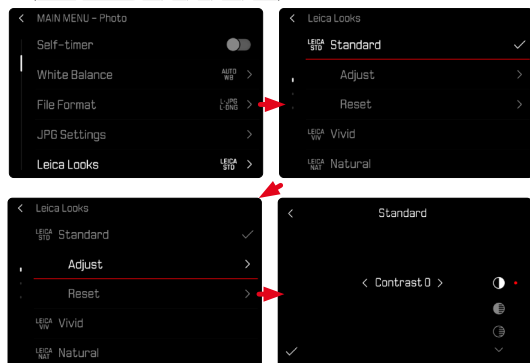 MAIN MENU - Photo
Self-timer
White Balance AUTO WB
File Format L-JPG L-DNG
JPG Settings
Leica Looks LEICA STD
Leica Looks
LEICA STD Standard
Adjust
Reset
LEICA VIV Vivid
LEICA NAT Natural
Leica Looks
LEICA STD Standard
Adjust
Reset
LEICA VIV Vivid
LEICA NAT Natural
Standard
Contrast 0